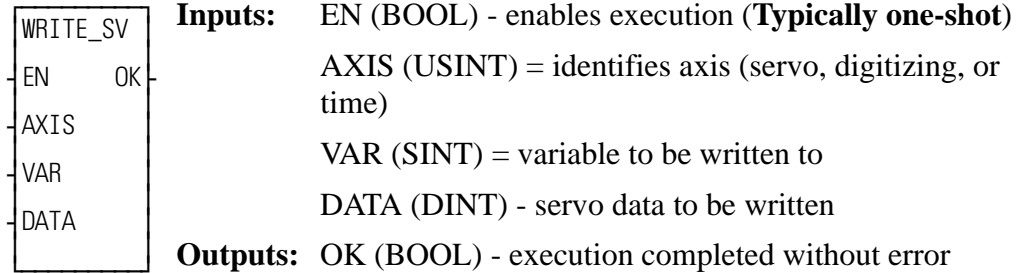 WRITE_SV
EN OK
AXIS
VAR
DATA
Inputs: EN (BOOL) - enables execution (Typically one-shot)
AXIS (USINT) = identifies axis (servo, digitizing, or
time)
VAR (SINT) = variable to be written to
DATA (DINT) - servo data to be written
Outputs: OK (BOOL) - execution completed without error